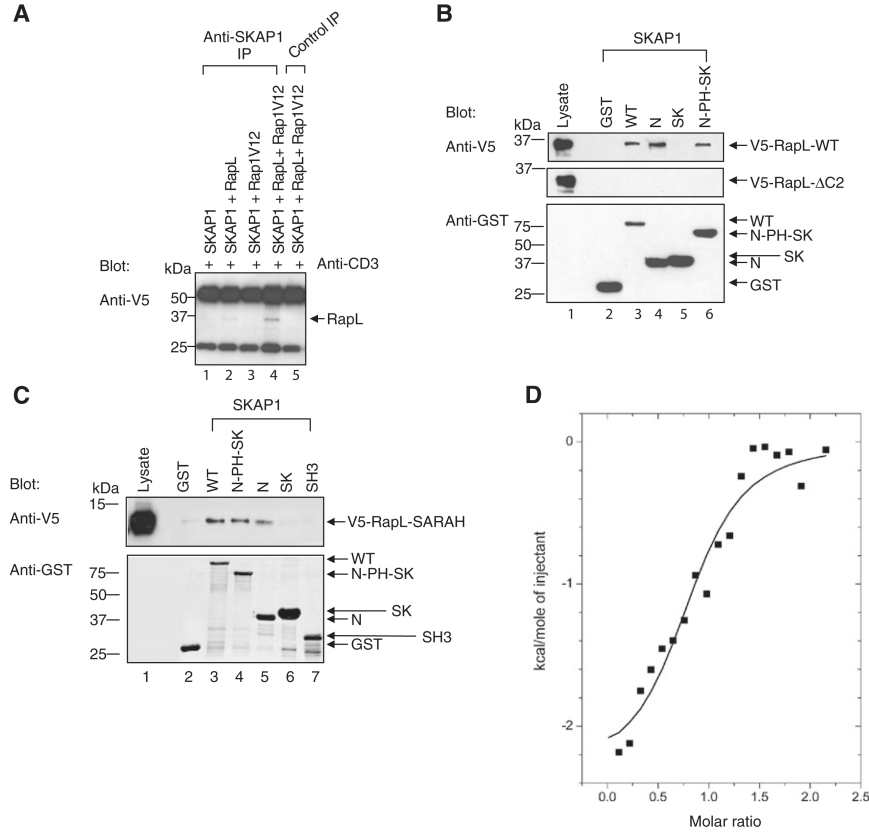 A
Anti-SKAP1
IP
Control IP
SKAP1
SKAP1 + RapL
SKAP1 + Rap1V12
SKAP1 + RapL+ Rap1V12
SKAP1 + RapL+ Rap1V12
Blot:
kDa
+ + + + +
Anti-CD3
Anti-V5
50
37
25
RapL
1 2 3 4 5
B
SKAP1
Blot:
kDa
Lysate
GST
WT
N
SK
N-PH-SK
Anti-V5
37
V5-RapL-WT
37
V5-RapL-ΔC2
Anti-GST
75
50
37
25
WT
N-PH-SK
SK
N
GST
1 2 3 4 5 6
C
SKAP1
Blot:
kDa
Lysate
GST
WT
N-PH-SK
N
SK
SH3
15
Anti-V5
V5-RapL-SARAH
Anti-GST
75
50
37
25
WT
N-PH-SK
SK
N
SH3
GST
1 2 3 4 5 6 7
D
kcal/mole of injectant
0
-1
-2
0.0 0.5 1.0 1.5 2.0 2.5
Molar ratio